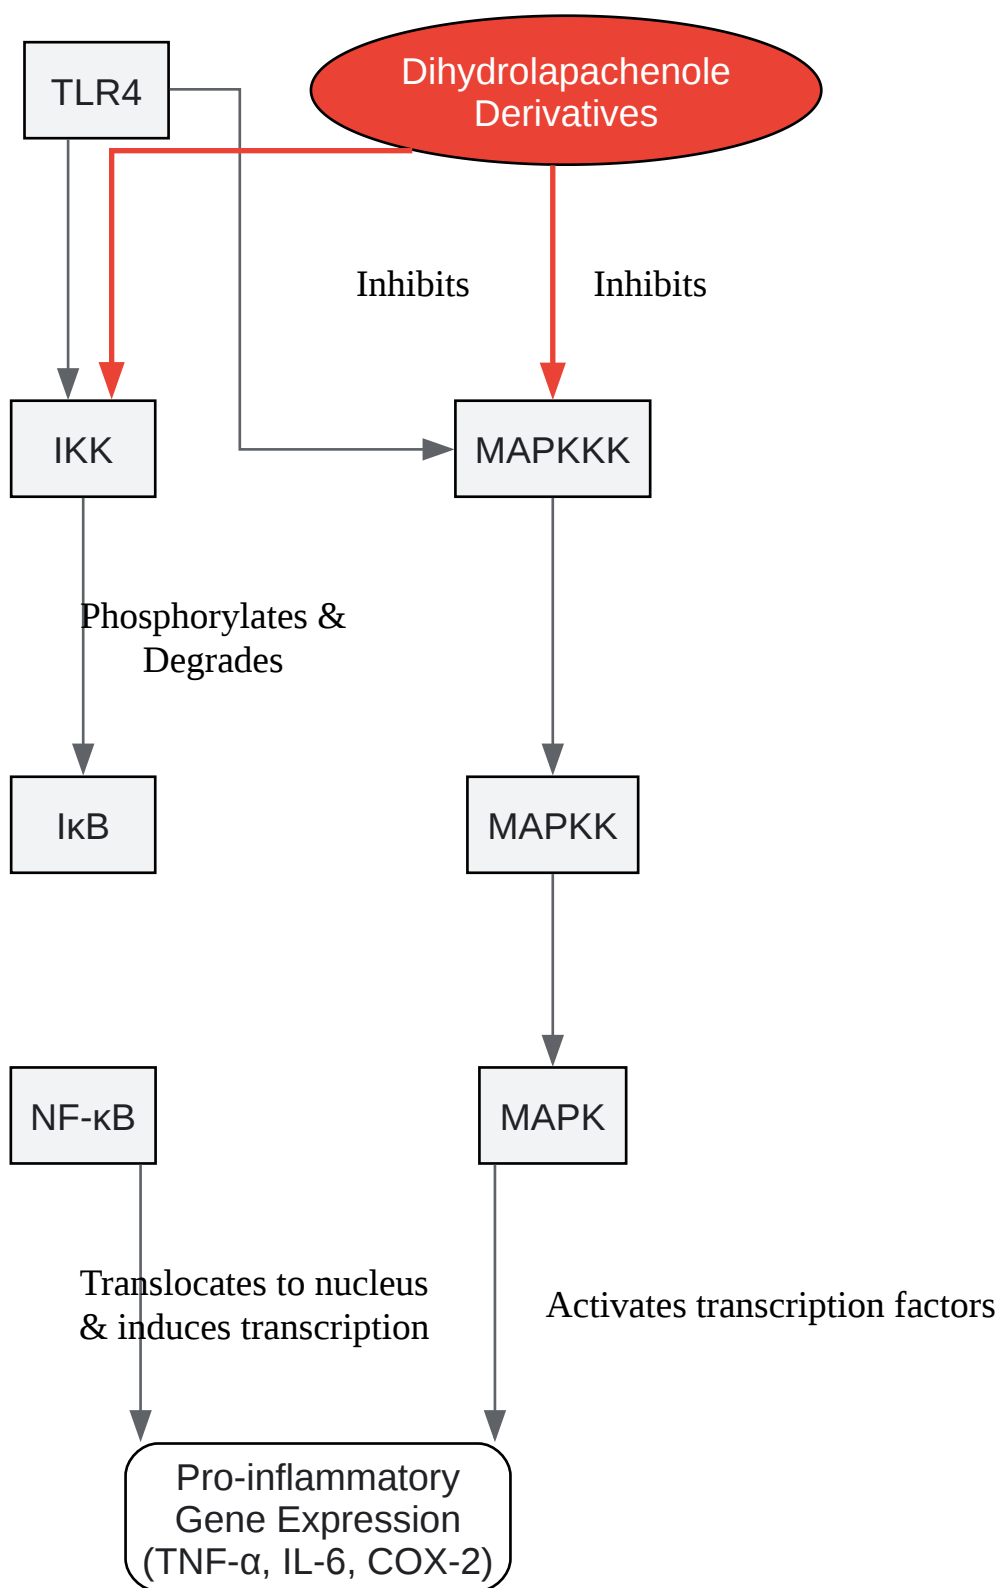 TLR4
Dihydrolapachenole
Derivatives
Inhibits
Inhibits
IKK
MAPKKK
Phosphorylates &
Degrades
IκB
MAPKK
NF-κB
MAPK
Translocates to nucleus
& induces transcription
Activates transcription factors
Pro-inflammatory
Gene Expression
(TNF-α, IL-6, COX-2)